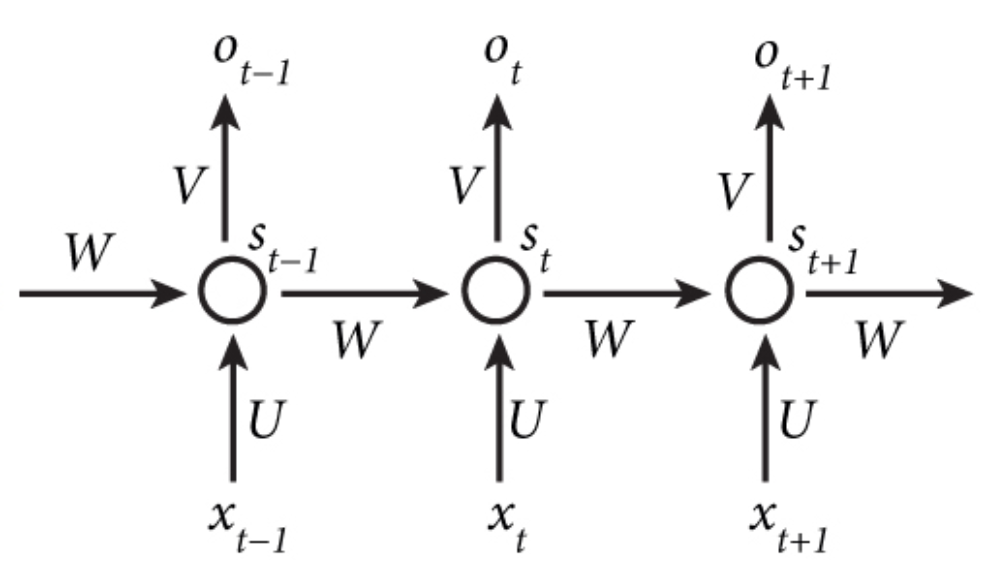 o_{t-1} o_t o_{t+1}
V V V
s_{t-1} s_t s_{t+1}
W
W W W
U U U
x_{t-1} x_t x_{t+1}